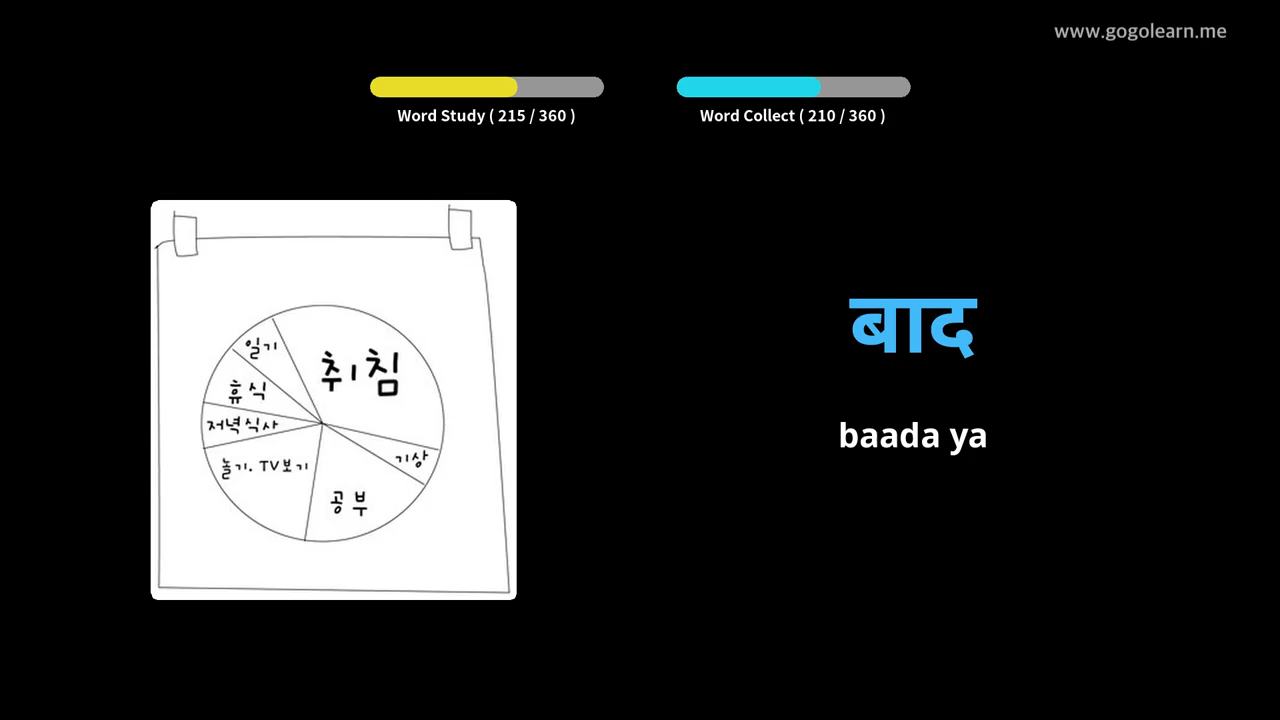 www.gogolearn.me
Word Study ( 215 / 360 )
Word Collect ( 210 / 360 )
일기
취침
휴식
저녁식사
기상
놀기. TV보기
공부
बाद
baada ya